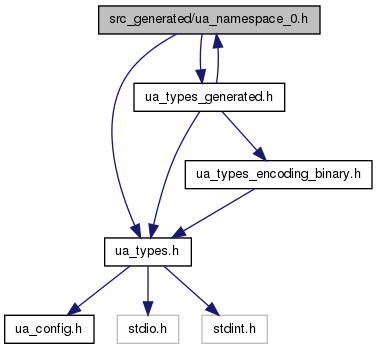 src_generated/ua_namespace_0.h
ua_types_generated.h
ua_types_encoding_binary.h
ua_types.h
ua_config.h
stdio.h
stdint.h